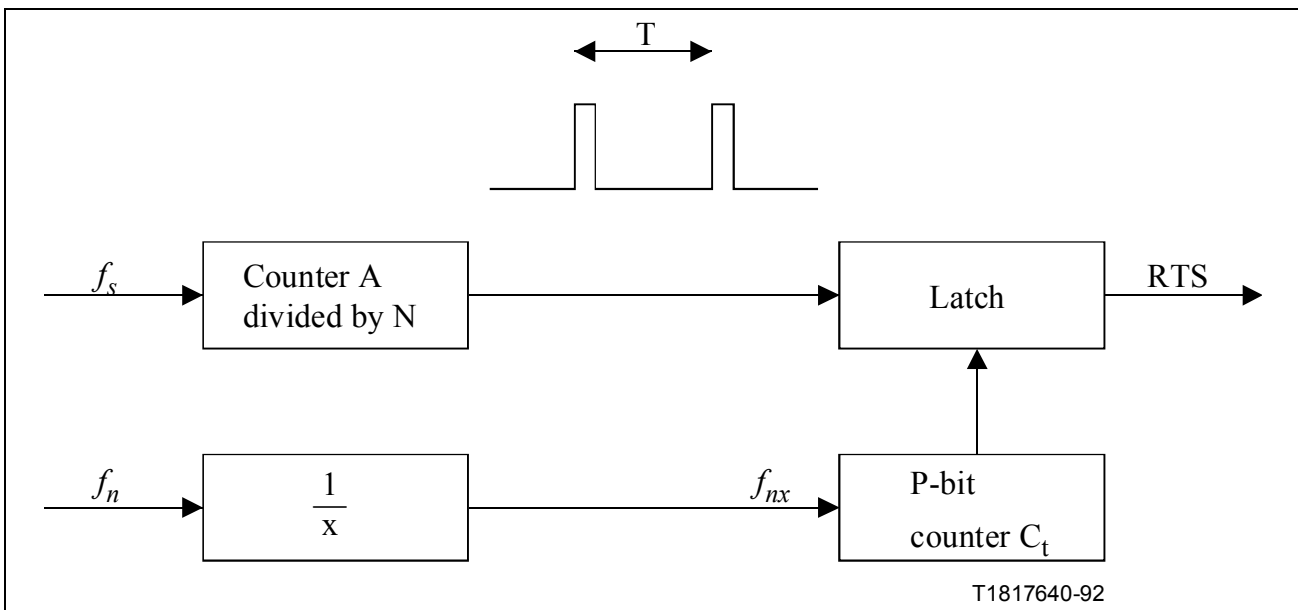 T
f_s
Counter A
divided by N
Latch
RTS
f_n
1
x
f_nx
P-bit
counter C_t
T1817640-92